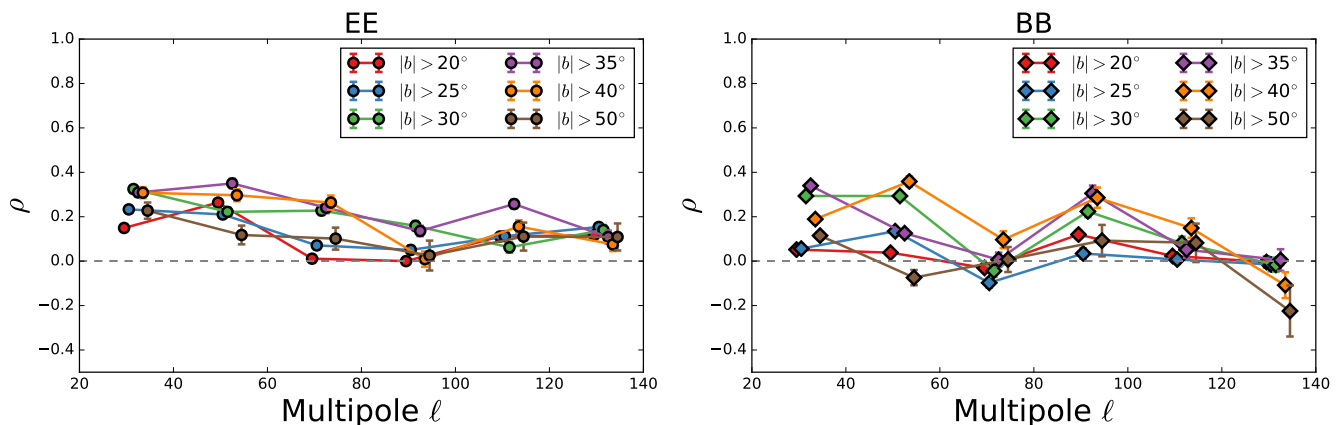 EE
1.0
0.8
0.6
0.4
0.2
0.0
−0.2
−0.4
ρ
20 40 60 80 100 120 140
Multipole ℓ
|b| > 20° |b| > 35°
|b| > 25° |b| > 40°
|b| > 30° |b| > 50°
BB
1.0
0.8
0.6
0.4
0.2
0.0
−0.2
−0.4
ρ
20 40 60 80 100 120 140
Multipole ℓ
|b| > 20° |b| > 35°
|b| > 25° |b| > 40°
|b| > 30° |b| > 50°